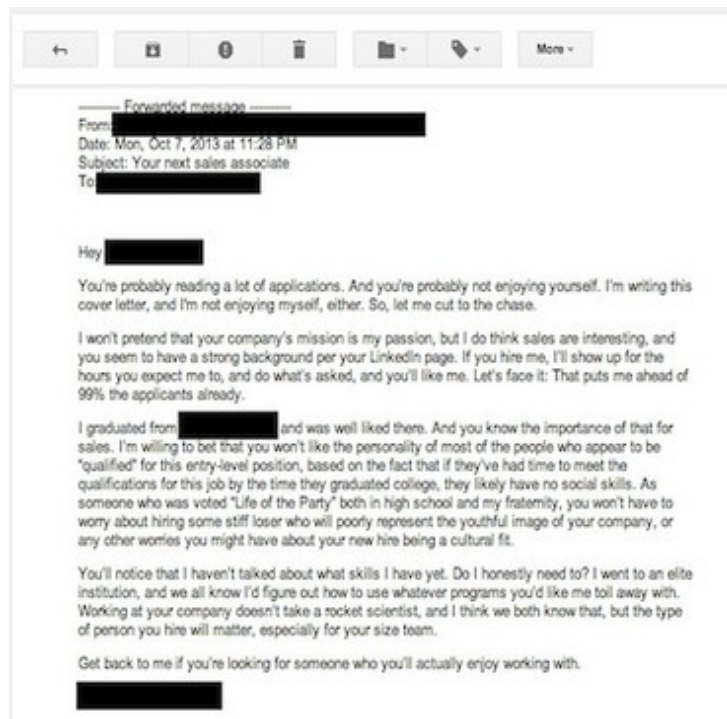 More
---------- Forwarded message ----------
From:
Date: Mon, Oct 7, 2013 at 11:28 PM
Subject: Your next sales associate
To:
Hey
You're probably reading a lot of applications. And you're probably not enjoying yourself. I'm writing this
cover letter, and I'm not enjoying myself, either. So, let me cut to the chase.
I won't pretend that your company's mission is my passion, but I do think sales are interesting, and
you seem to have a strong background per your LinkedIn page. If you hire me, I'll show up for the
hours you expect me to, and do what's asked, and you'll like me. Let's face it: That puts me ahead of
99% the applicants already.
I graduated from and was well liked there. And you know the importance of that for
sales. I'm willing to bet that you won't like the personality of most of the people who appear to be
"qualified" for this entry-level position, based on the fact that if they've had time to meet the
qualifications for this job by the time they graduated college, they likely have no social skills. As
someone who was voted "Life of the Party" both in high school and my fraternity, you won't have to
worry about hiring some stiff loser who will poorly represent the youthful image of your company, or
any other worries you might have about your new hire being a cultural fit.
You'll notice that I haven't talked about what skills I have yet. Do I honestly need to? I went to an elite
institution, and we all know I'd figure out how to use whatever programs you'd like me toil away with.
Working at your company doesn't take a rocket scientist, and I think we both know that, but the type
of person you hire will matter, especially for your size team.
Get back to me if you're looking for someone who you'll actually enjoy working with.